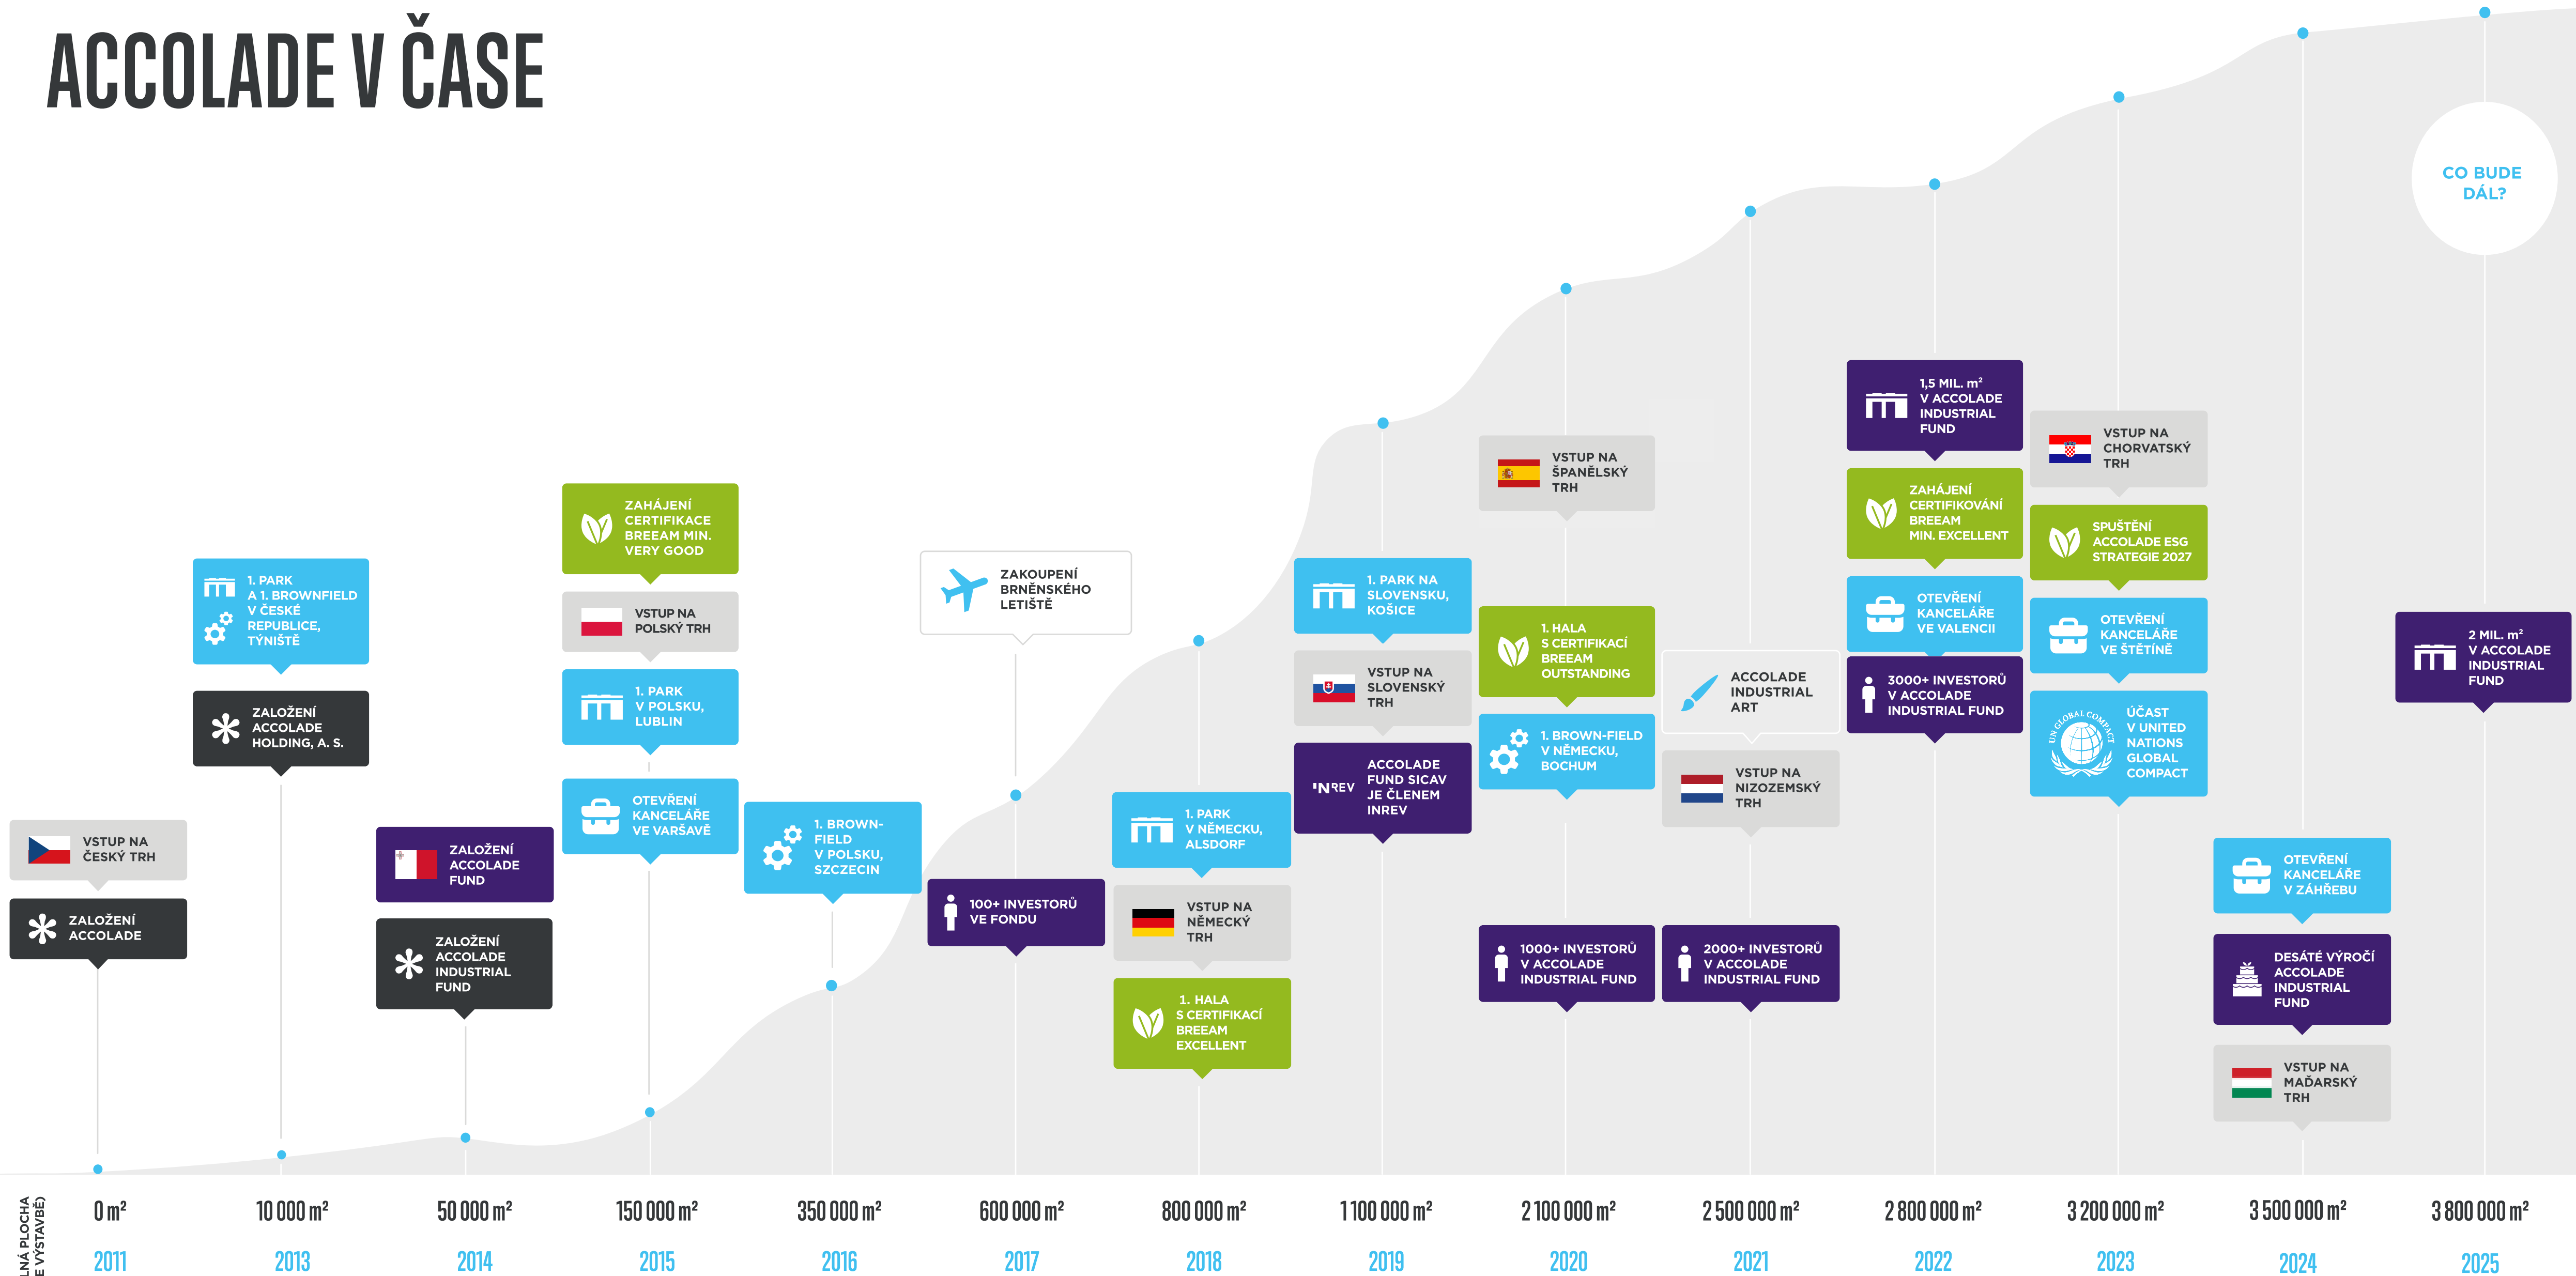 ACCOLADE V ČASE
CO BUDE
DÁL?
VSTUP NA
ČESKÝ TRH
ZALOŽENÍ
ACCOLADE
1. PARK
A 1. BROWNFIELD
V ČESKÉ
REPUBLICE,
TÝNIŠTĚ
ZALOŽENÍ
ACCOLADE
HOLDING, A. S.
ZALOŽENÍ
ACCOLADE
FUND
ZALOŽENÍ
ACCOLADE
INDUSTRIAL
FUND
ZAHÁJENÍ
CERTIFIKACE
BREEAM MIN.
VERY GOOD
VSTUP NA
POLSKÝ TRH
1. PARK
V POLSKU,
LUBLIN
OTEVŘENÍ
KANCELÁŘE
VE VARŠAVĚ
1. BROWN-
FIELD
V POLSKU,
SZCZECIN
ZAKOUPENÍ
BRNĚNSKÉHO
LETIŠTĚ
100+ INVESTORŮ
VE FONDU
1. PARK
V NĚMECKU,
ALSDORF
VSTUP NA
NĚMECKÝ
TRH
1. HALA
S CERTIFIKACÍ
BREEAM
EXCELLENT
1. PARK NA
SLOVENSKU,
KOŠICE
VSTUP NA
SLOVENSKÝ
TRH
INREV
ACCOLADE
FUND SICAV
JE ČLENEM
INREV
VSTUP NA
ŠPANĚLSKÝ
TRH
1. HALA
S CERTIFIKACÍ
BREEAM
OUTSTANDING
1. BROWN-FIELD
V NĚMECKU,
BOCHUM
1000+ INVESTORŮ
V ACCOLADE
INDUSTRIAL FUND
ACCOLADE
INDUSTRIAL
ART
VSTUP NA
NIZOZEMSKÝ
TRH
2000+ INVESTORŮ
V ACCOLADE
INDUSTRIAL FUND
1,5 MIL. m²
V ACCOLADE
INDUSTRIAL
FUND
ZAHÁJENÍ
CERTIFIKOVÁNÍ
BREEAM
MIN. EXCELLENT
OTEVŘENÍ
KANCELÁŘE
VE VALENCII
3000+ INVESTORŮ
V ACCOLADE
INDUSTRIAL FUND
VSTUP NA
CHORVATSKÝ
TRH
SPUŠTĚNÍ
ACCOLADE ESG
STRATEGIE 2027
OTEVŘENÍ
KANCELÁŘE
VE ŠTĚTÍNĚ
UN GLOBAL COMPACT
ÚČAST
V UNITED
NATIONS
GLOBAL
COMPACT
OTEVŘENÍ
KANCELÁŘE
V ZÁHŘEBU
DESÁTÉ VÝROČÍ
ACCOLADE
INDUSTRIAL
FUND
VSTUP NA
MAĎARSKÝ
TRH
2 MIL. m²
V ACCOLADE
INDUSTRIAL
FUND
LNÁ PLOCHA
E VÝSTAVBĚ)
0 m² 10 000 m² 50 000 m² 150 000 m² 350 000 m² 600 000 m² 800 000 m² 1 100 000 m² 2 100 000 m² 2 500 000 m² 2 800 000 m² 3 200 000 m² 3 500 000 m² 3 800 000 m²
2011 2013 2014 2015 2016 2017 2018 2019 2020 2021 2022 2023 2024 2025